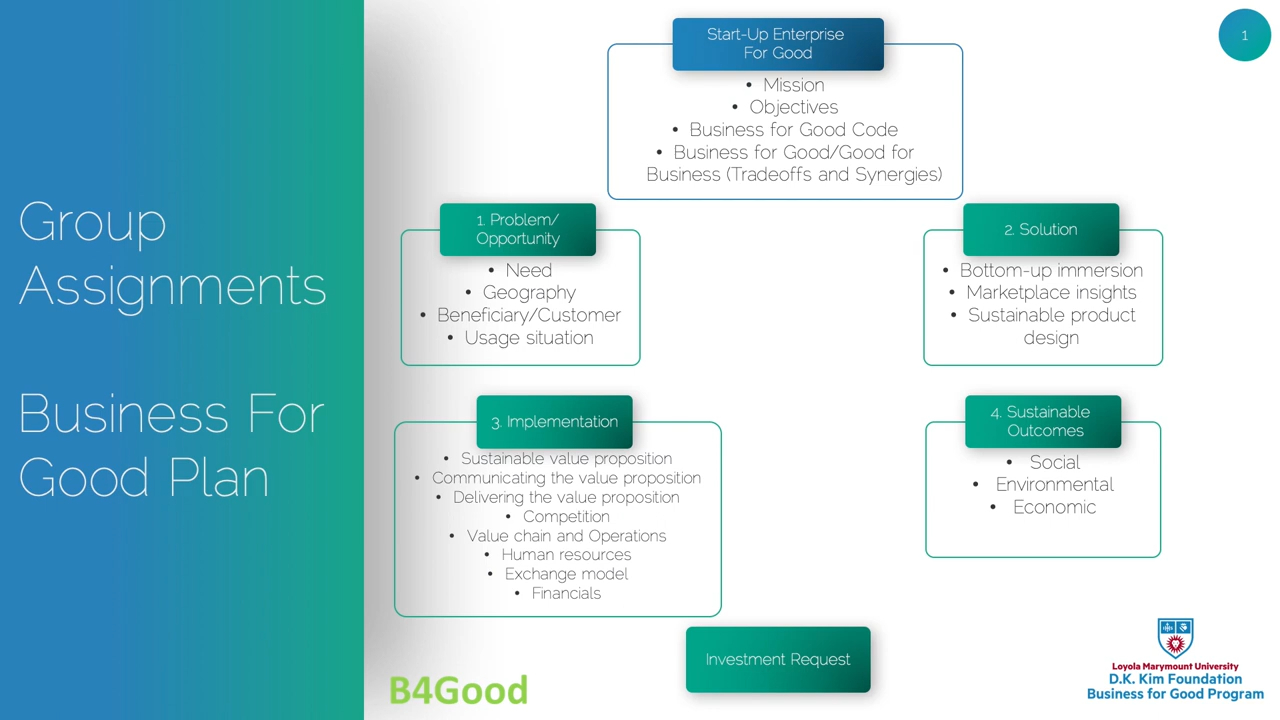 Group
Assignments
Business For
Good Plan
1
Start-Up Enterprise
For Good
• Mission
• Objectives
• Business for Good Code
• Business for Good/Good for
Business (Tradeoffs and Synergies)
1. Problem/
Opportunity
• Need
• Geography
• Beneficiary/Customer
• Usage situation
2. Solution
• Bottom-up immersion
• Marketplace insights
• Sustainable product
design
3. Implementation
• Sustainable value proposition
• Communicating the value proposition
• Delivering the value proposition
• Competition
• Value chain and Operations
• Human resources
• Exchange model
• Financials
4. Sustainable
Outcomes
• Social
• Environmental
• Economic
Investment Request
B4Good
Loyola Marymount University
D.K. Kim Foundation
Business for Good Program